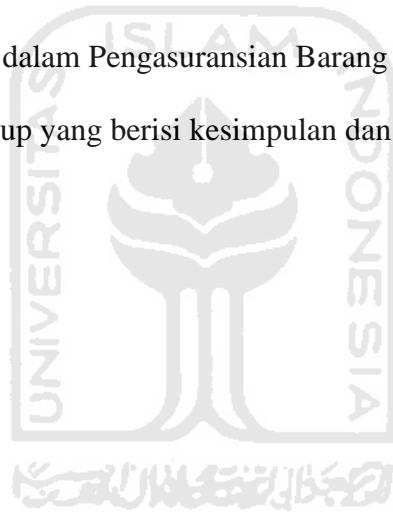 dalam Pengasuransian Barang
up yang berisi kesimpulan dan
UNIVERSITAS
ISLAM
INDONESIA